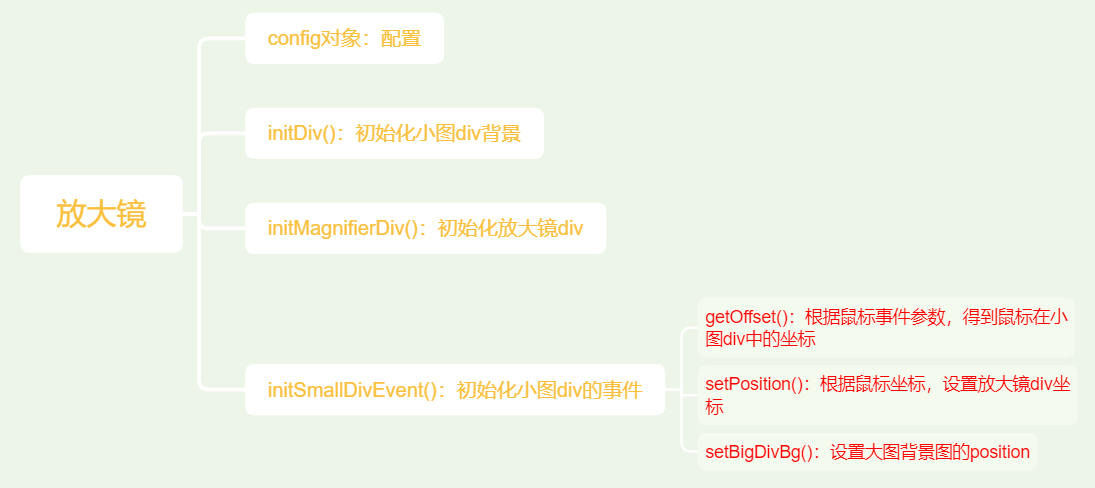 放大镜
config对象：配置
initDiv()：初始化小图div背景
initMagnifierDiv()：初始化放大镜div
initSmallDivEvent()：初始化小图div的事件
getOffset()：根据鼠标事件参数，得到鼠标在小
图div中的坐标
setPosition()：根据鼠标坐标，设置放大镜div坐
标
setBigDivBg()：设置大图背景图的position